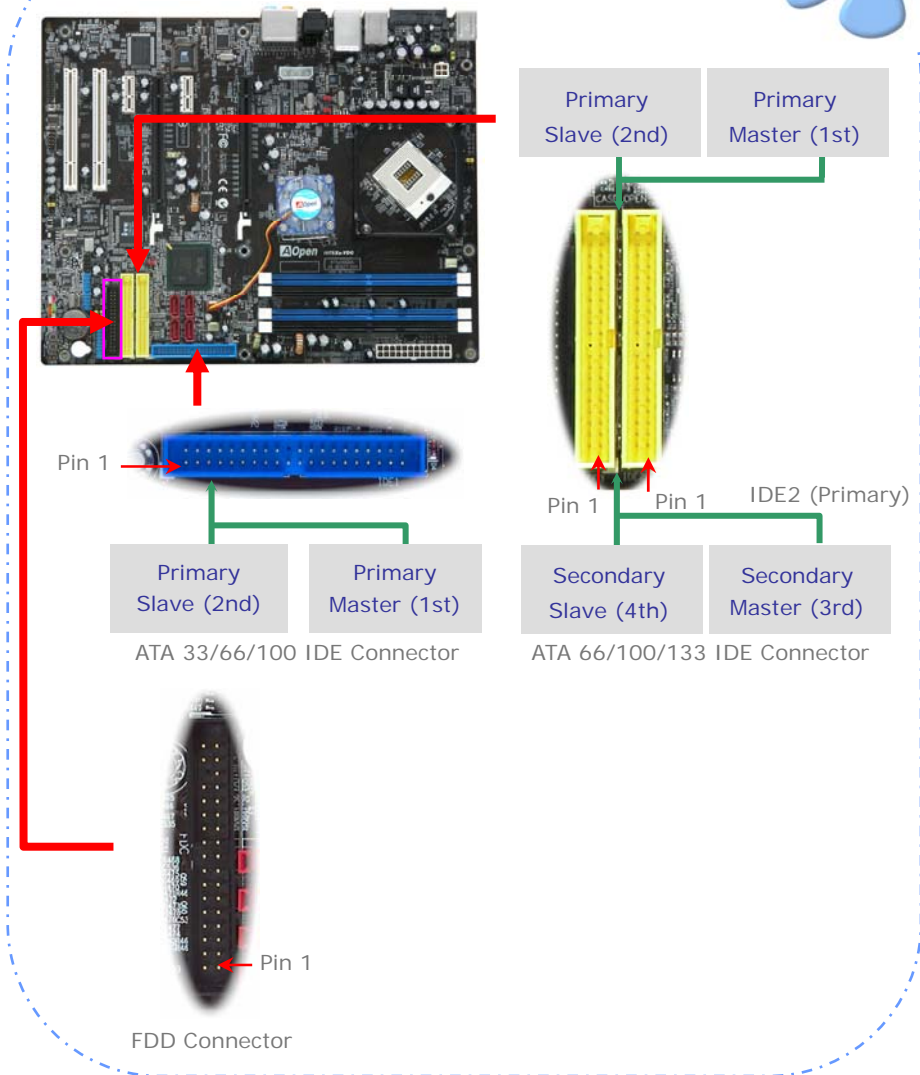 Primary
Slave (2nd)
Primary
Master (1st)
AOpen
AOpen
Pin 1
Pin 1
Pin 1
IDE2 (Primary)
Primary
Slave (2nd)
Primary
Master (1st)
Secondary
Slave (4th)
Secondary
Master (3rd)
ATA 33/66/100 IDE Connector
ATA 66/100/133 IDE Connector
Pin 1
FDD Connector